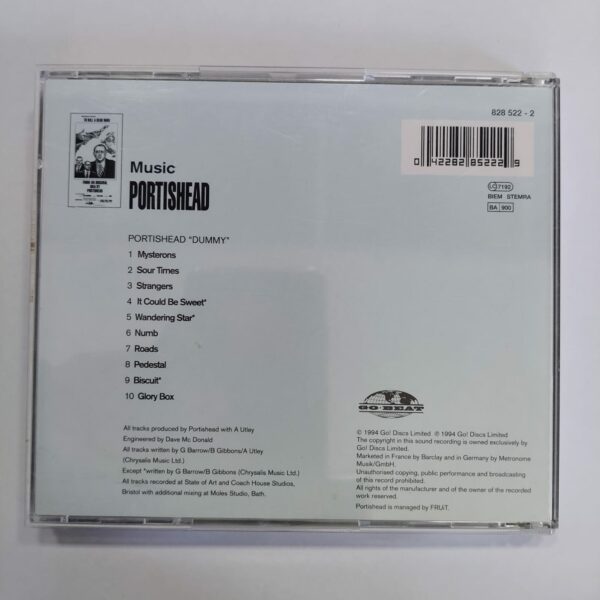 828 522 - 2
TO KILL A DEAD MAN
0 42282 85222 9
Music
PORTISHEAD
LC 7192
BIEM STEMRA
BA 900
PORTISHEAD "DUMMY"
1 Mysterons
2 Sour Times
3 Strangers
4 It Could Be Sweet*
5 Wandering Star*
6 Numb
7 Roads
8 Pedestal
9 Biscuit*
10 Glory Box
All tracks produced by Portishead with A Utley
Engineered by Dave Mc Donald
All tracks written by G Barrow/B Gibbons/A Utley
(Chrysalis Music Ltd.)
Except *written by G Barrow/B Gibbons (Chrysalis Music Ltd.)
All tracks recorded at State of Art and Coach House Studios,
Bristol with additional mixing at Moles Studio, Bath.
GO·BEAT
© 1994 Go! Discs Limited ℗ 1994 Go! Discs Limited
The copyright in this sound recording is owned exclusively by
Go! Discs Limited.
Marketed in France by Barclay and in Germany by Metronome
Musik/GmbH.
Unauthorised copying, public performance and broadcasting
of this record prohibited.
All rights of the manufacturer and of the owner of the recorded
work reserved.
Portishead is managed by FRUiT.